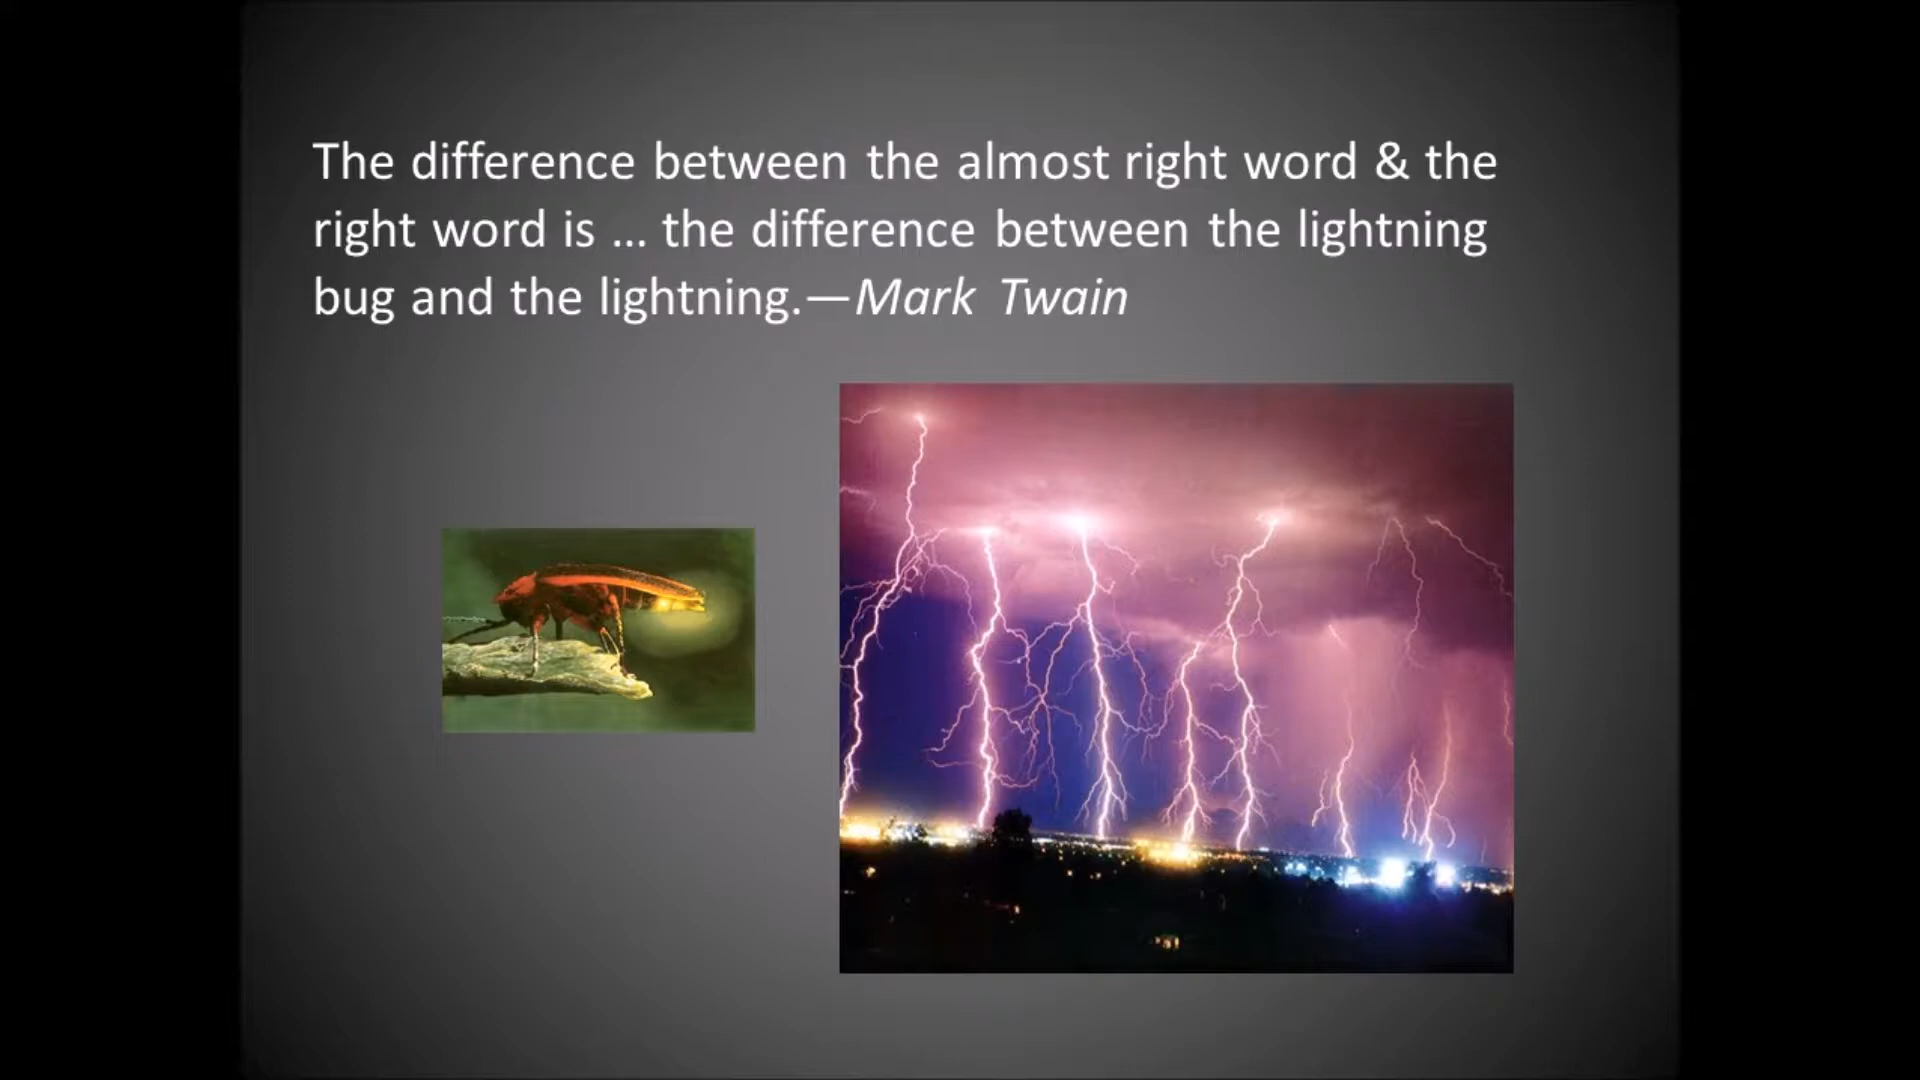 The difference between the almost right word & the
right word is ... the difference between the lightning
bug and the lightning.—Mark Twain